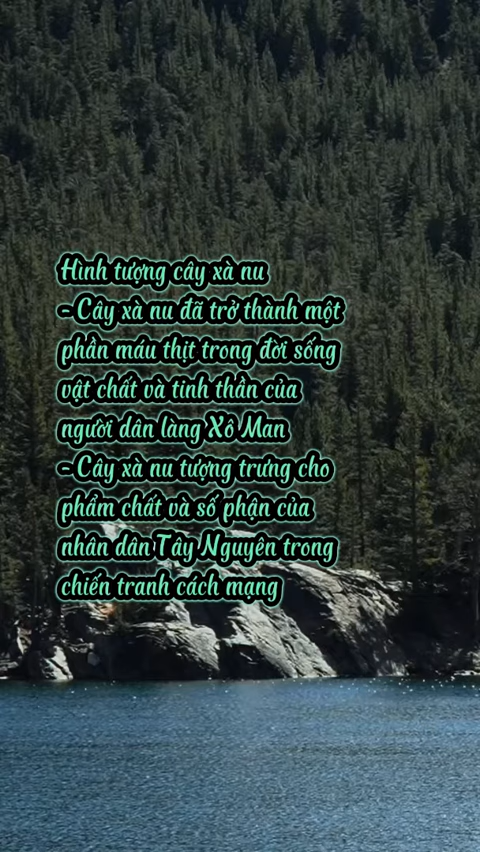 Hình tượng cây xà nu
- Cây xà nu đã trở thành một
phần máu thịt trong đời sống
vật chất và tinh thần của
người dân làng Xô Man
- Cây xà nu tượng trưng cho
phẩm chất và số phận của
nhân dân Tây Nguyên trong
chiến tranh cách mạng